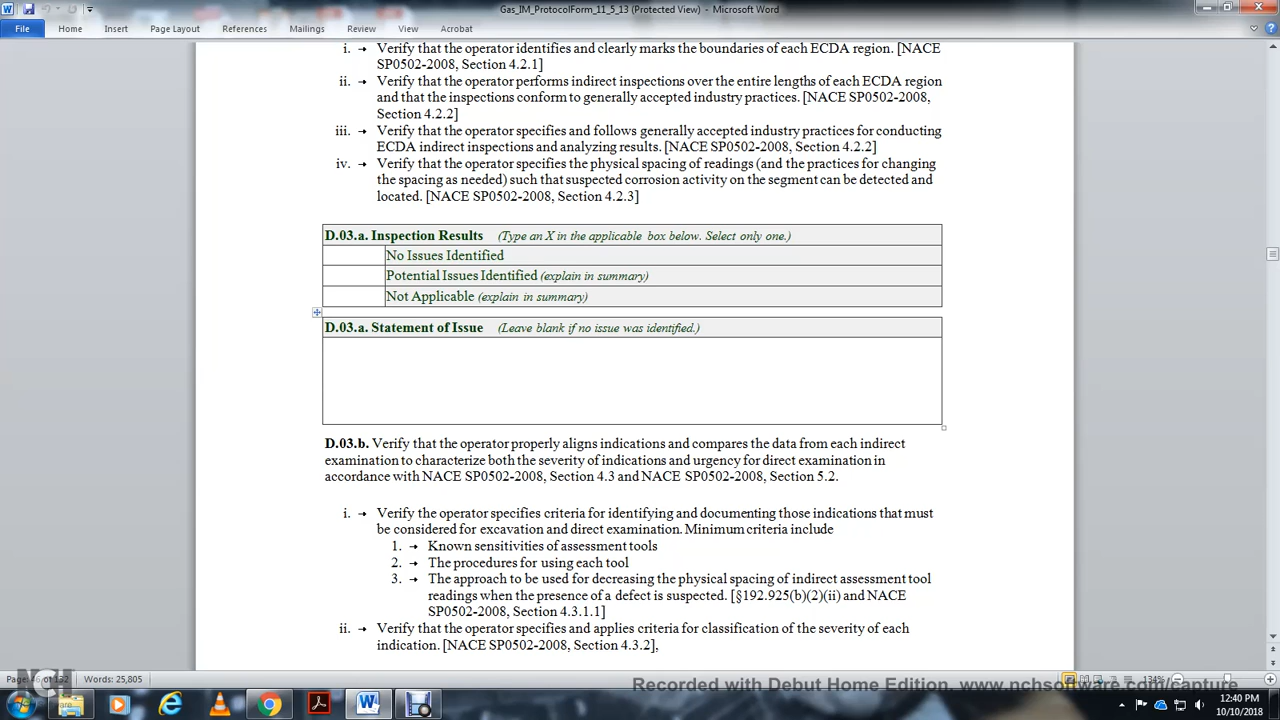 Gas_IM_ProtocolForm_11_5_13 (Protected View) - Microsoft Word
File Home Insert Page Layout References Mailings Review View Acrobat
i. → Verify that the operator identifies and clearly marks the boundaries of each ECDA region. [NACE
SP0502-2008, Section 4.2.1]
ii. → Verify that the operator performs indirect inspections over the entire lengths of each ECDA region
and that the inspections conform to generally accepted industry practices. [NACE SP0502-2008,
Section 4.2.2]
iii. → Verify that the operator specifies and follows generally accepted industry practices for conducting
ECDA indirect inspections and analyzing results. [NACE SP0502-2008, Section 4.2.2]
iv. → Verify that the operator specifies the physical spacing of readings (and the practices for changing
the spacing as needed) such that suspected corrosion activity on the segment can be detected and
located. [NACE SP0502-2008, Section 4.2.3]
D.03.a. Inspection Results (Type an X in the applicable box below. Select only one.)
No Issues Identified
Potential Issues Identified (explain in summary)
Not Applicable (explain in summary)
D.03.a. Statement of Issue (Leave blank if no issue was identified.)
D.03.b. Verify that the operator properly aligns indications and compares the data from each indirect
examination to characterize both the severity of indications and urgency for direct examination in
accordance with NACE SP0502-2008, Section 4.3 and NACE SP0502-2008, Section 5.2.
i. → Verify the operator specifies criteria for identifying and documenting those indications that must
be considered for excavation and direct examination. Minimum criteria include
1. → Known sensitivities of assessment tools
2. → The procedures for using each tool
3. → The approach to be used for decreasing the physical spacing of indirect assessment tool
readings when the presence of a defect is suspected. [§192.925(b)(2)(ii) and NACE
SP0502-2008, Section 4.3.1.1]
ii. → Verify that the operator specifies and applies criteria for classification of the severity of each
indication. [NACE SP0502-2008, Section 4.3.2],
Words: 25,805
134%
Recorded with Debut Home Edition. www.nchsoftware.com/capture
NCH
12:40 PM
10/10/2018